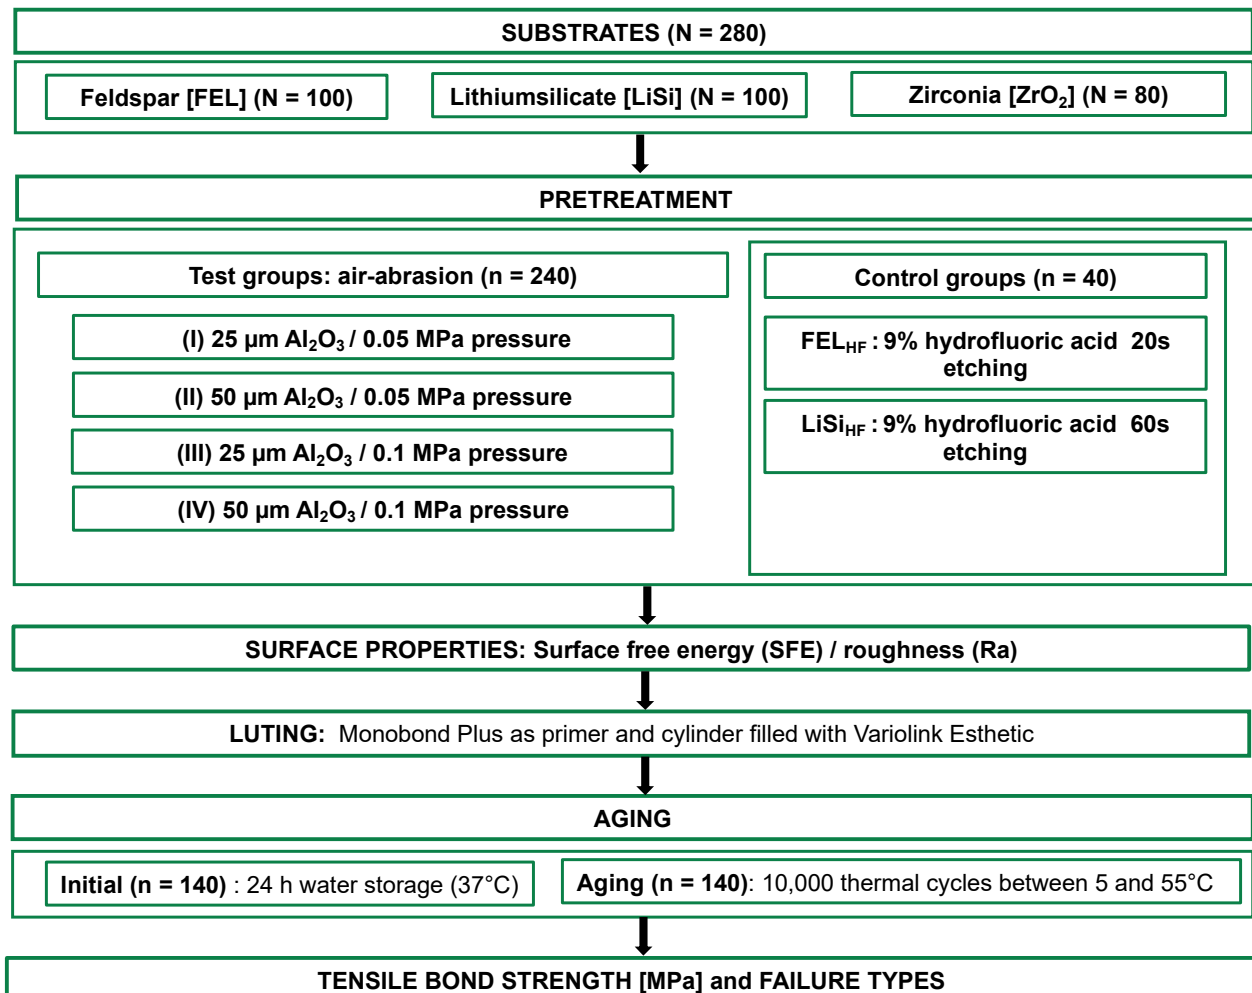 SUBSTRATES (N = 280)
Feldspar [FEL] (N = 100)
Lithiumsilicate [LiSi] (N = 100)
Zirconia [ZrO₂] (N = 80)
PRETREATMENT
Test groups: air-abrasion (n = 240)
(I) 25 µm Al₂O₃ / 0.05 MPa pressure
(II) 50 µm Al₂O₃ / 0.05 MPa pressure
(III) 25 µm Al₂O₃ / 0.1 MPa pressure
(IV) 50 µm Al₂O₃ / 0.1 MPa pressure
Control groups (n = 40)
FEL_HF : 9% hydrofluoric acid 20s
etching
LiSi_HF : 9% hydrofluoric acid 60s
etching
SURFACE PROPERTIES: Surface free energy (SFE) / roughness (Ra)
LUTING: Monobond Plus as primer and cylinder filled with Variolink Esthetic
AGING
Initial (n = 140) : 24 h water storage (37°C)
Aging (n = 140): 10,000 thermal cycles between 5 and 55°C
TENSILE BOND STRENGTH [MPa] and FAILURE TYPES